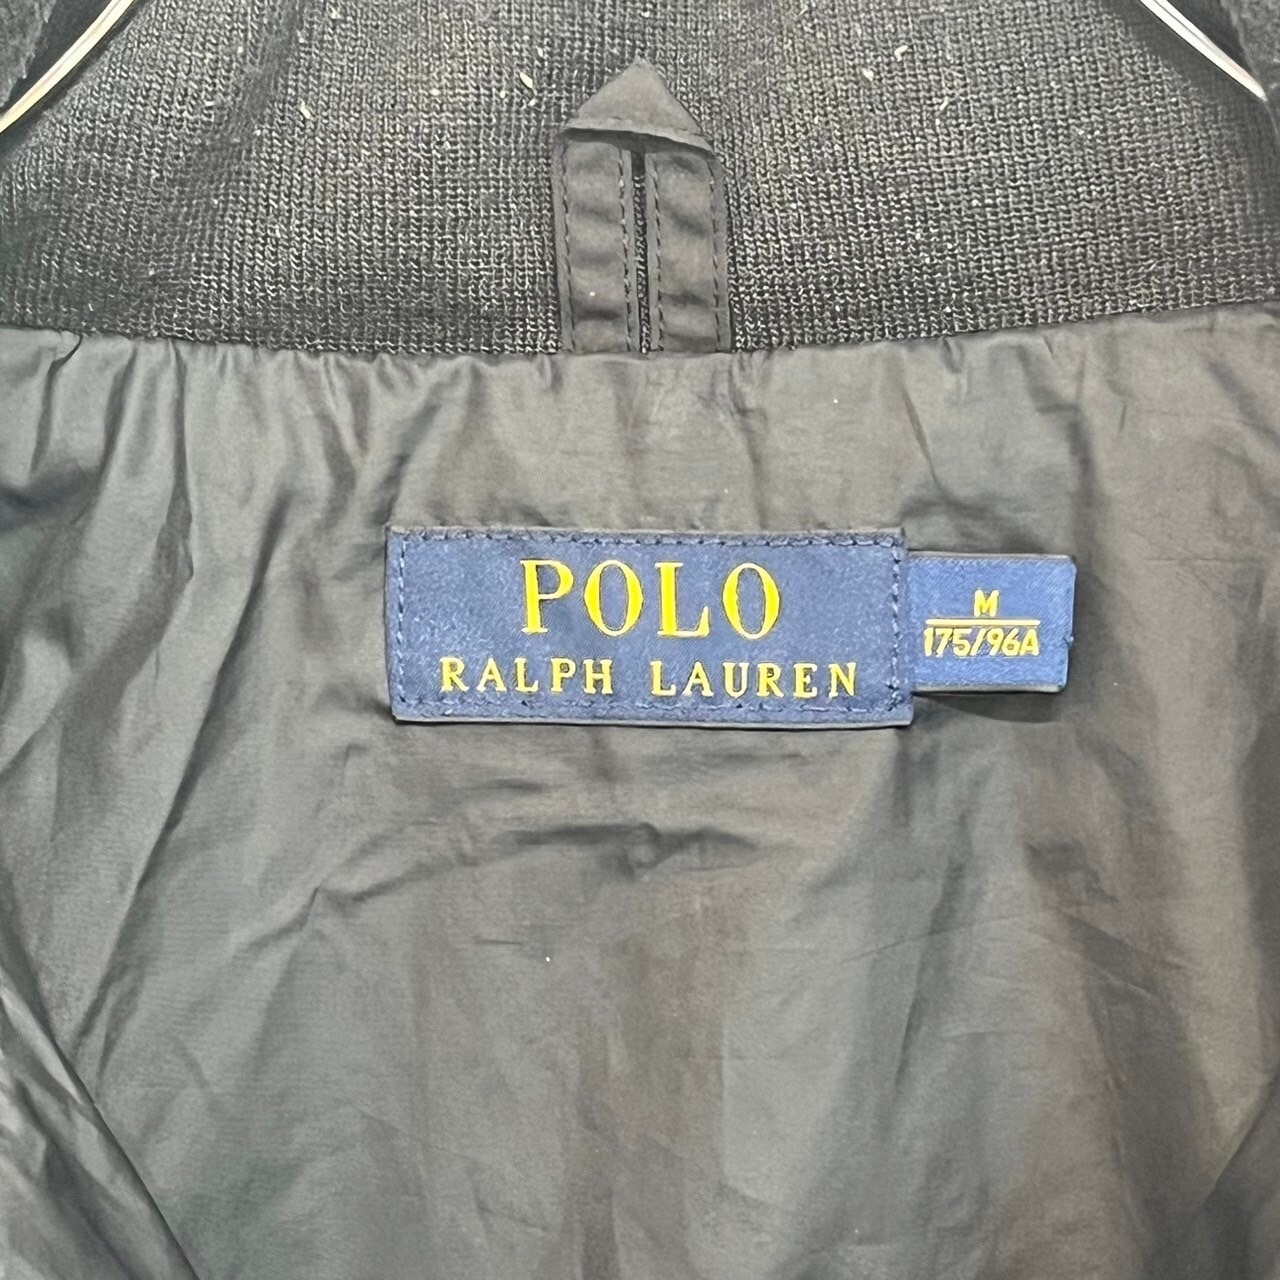 POLO
RALPH LAUREN
M
175/96A